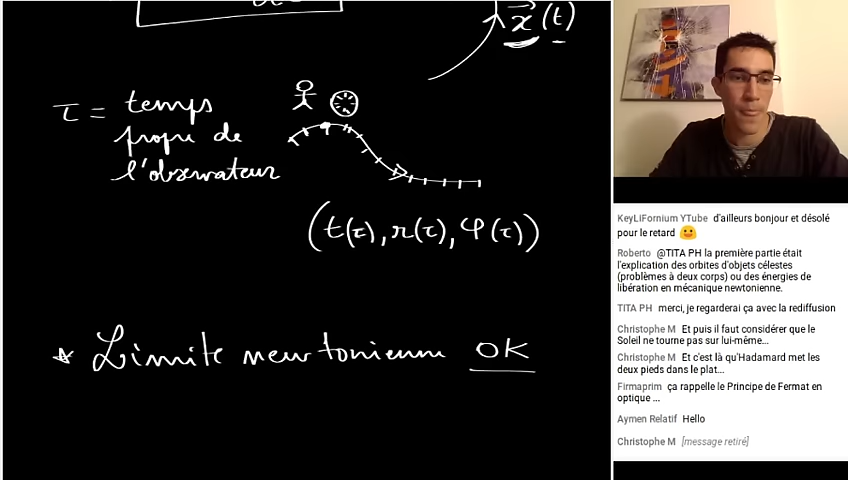 x⃗ (t)
τ = temps
propre de
l'observateur
(t(τ), r(τ), φ(τ))
* Limite newtonienne OK
KeyLiFornium YTube d'ailleurs bonjour et désolé
pour le retard 😀
Roberto @TITA PH la première partie était
l'explication des orbites d'objets célestes
(problèmes à deux corps) ou des énergies de
libération en mécanique newtonienne.
TITA PH merci, je regarderai ça avec la rediffusion
Christophe M Et puis il faut considérer que le
Soleil ne tourne pas sur lui-même...
Christophe M Et c'est là qu'Hadamard met les
deux pieds dans le plat...
Firmaprim ça rappelle le Principe de Fermat en
optique ...
Aymen Relatif Hello
Christophe M [message retiré]